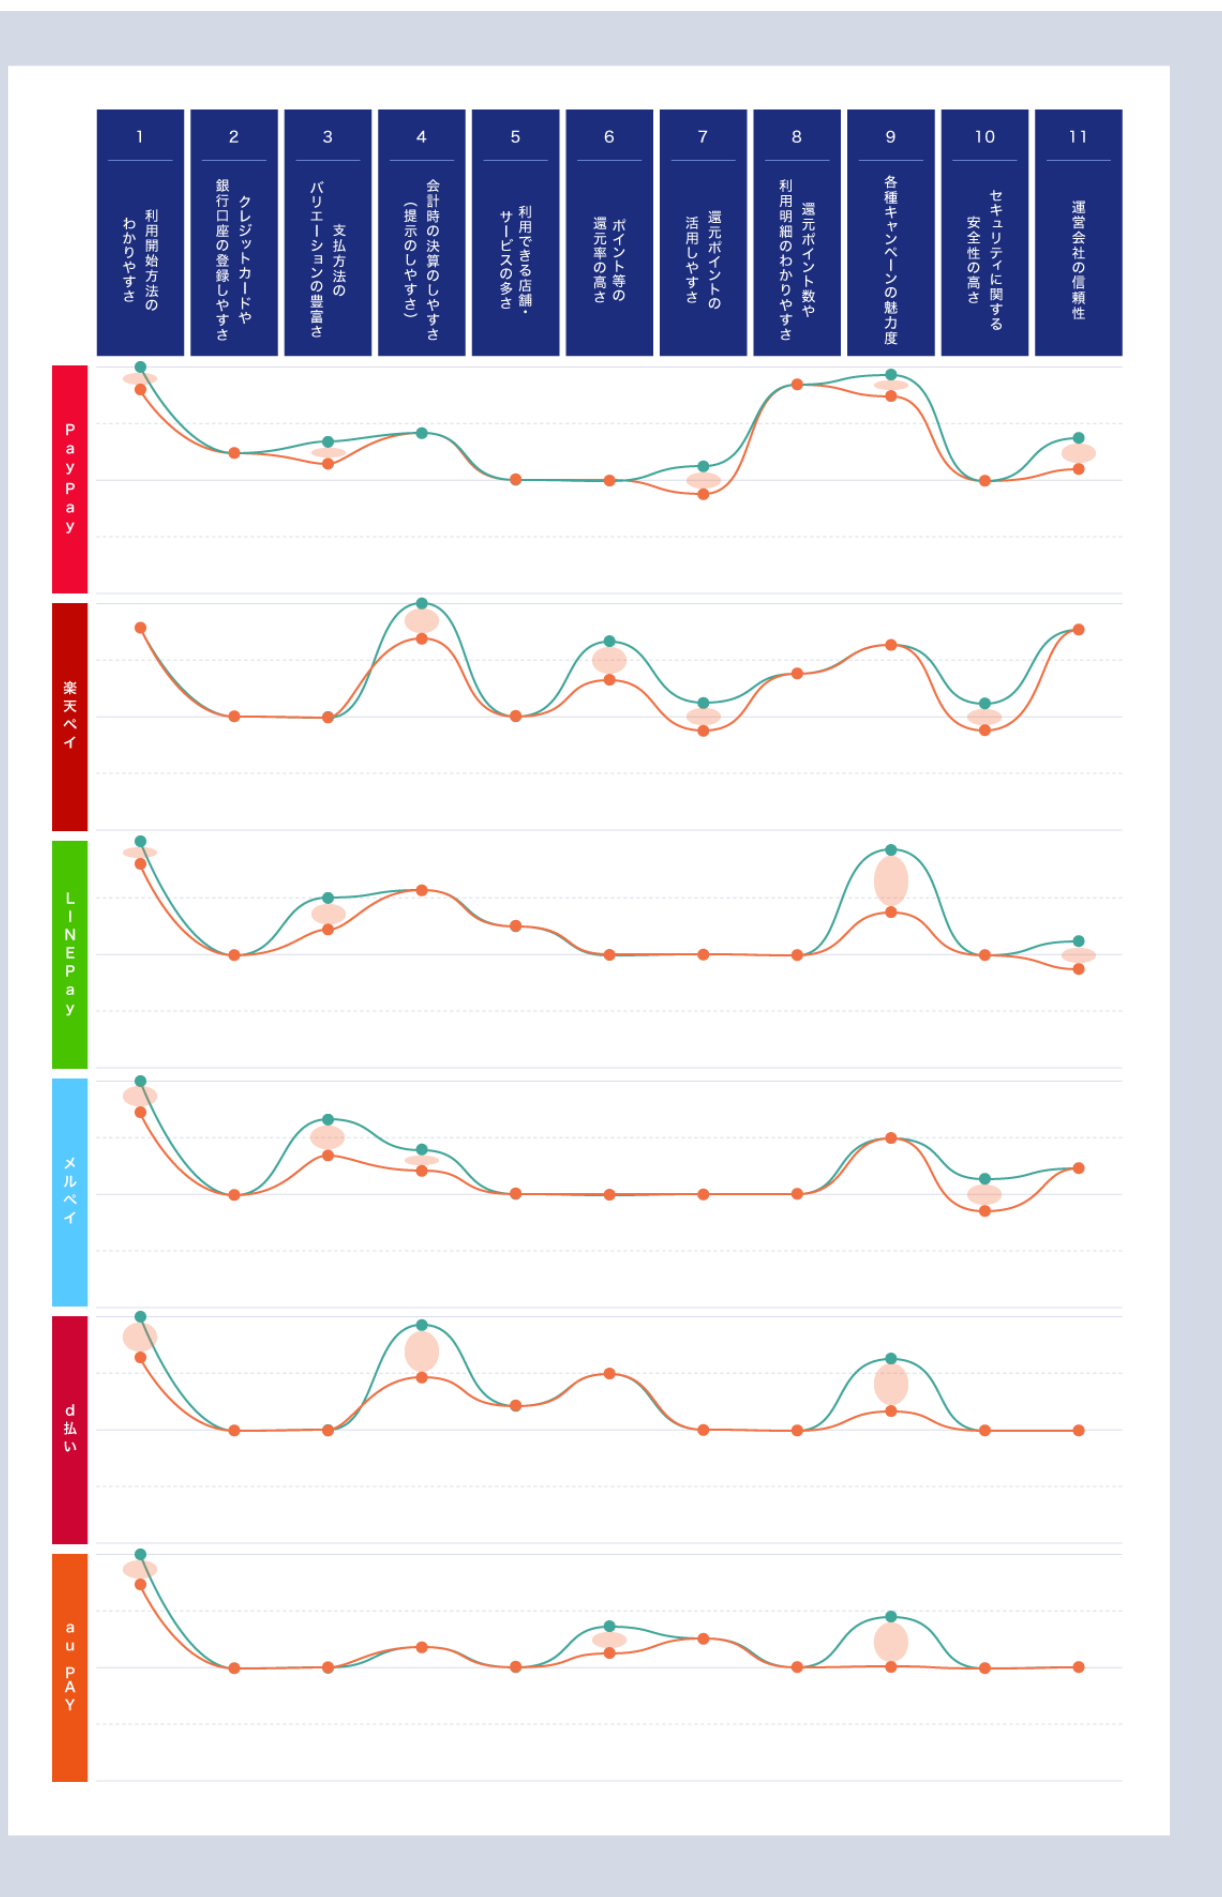 1
利用開始方法の
わかりやすさ
2
クレジットカードや
銀行口座の登録しやすさ
3
支払方法の
バリエーションの豊富さ
4
会計時の決算のしやすさ
（提示のしやすさ）
5
利用できる店舗・
サービスの多さ
6
ポイント等の
還元率の高さ
7
還元ポイントの
活用しやすさ
8
還元ポイント数や
利用明細のわかりやすさ
9
各種キャンペーンの魅力度
10
セキュリティに関する
安全性の高さ
11
運営会社の信頼性
PayPay
楽天ペイ
LINEPay
メルペイ
d払い
au PAY